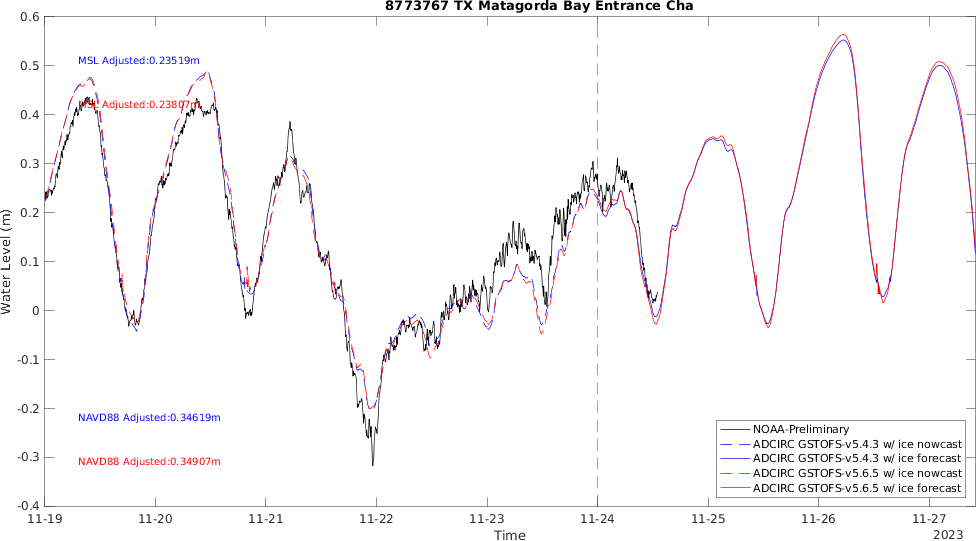 8773767 TX Matagorda Bay Entrance Cha
0.6
0.5
0.4
0.3
0.2
0.1
0
-0.1
-0.2
-0.3
-0.4
Water Level (m)
MSL Adjusted:0.23519m
MSL Adjusted:0.23807m
NAVD88 Adjusted:0.34619m
NAVD88 Adjusted:0.34907m
NOAA-Preliminary
ADCIRC GSTOFS-v5.4.3 w/ ice nowcast
ADCIRC GSTOFS-v5.4.3 w/ ice forecast
ADCIRC GSTOFS-v5.6.5 w/ ice nowcast
ADCIRC GSTOFS-v5.6.5 w/ ice forecast
11-19 11-20 11-21 11-22 11-23 11-24 11-25 11-26 11-27
Time
2023